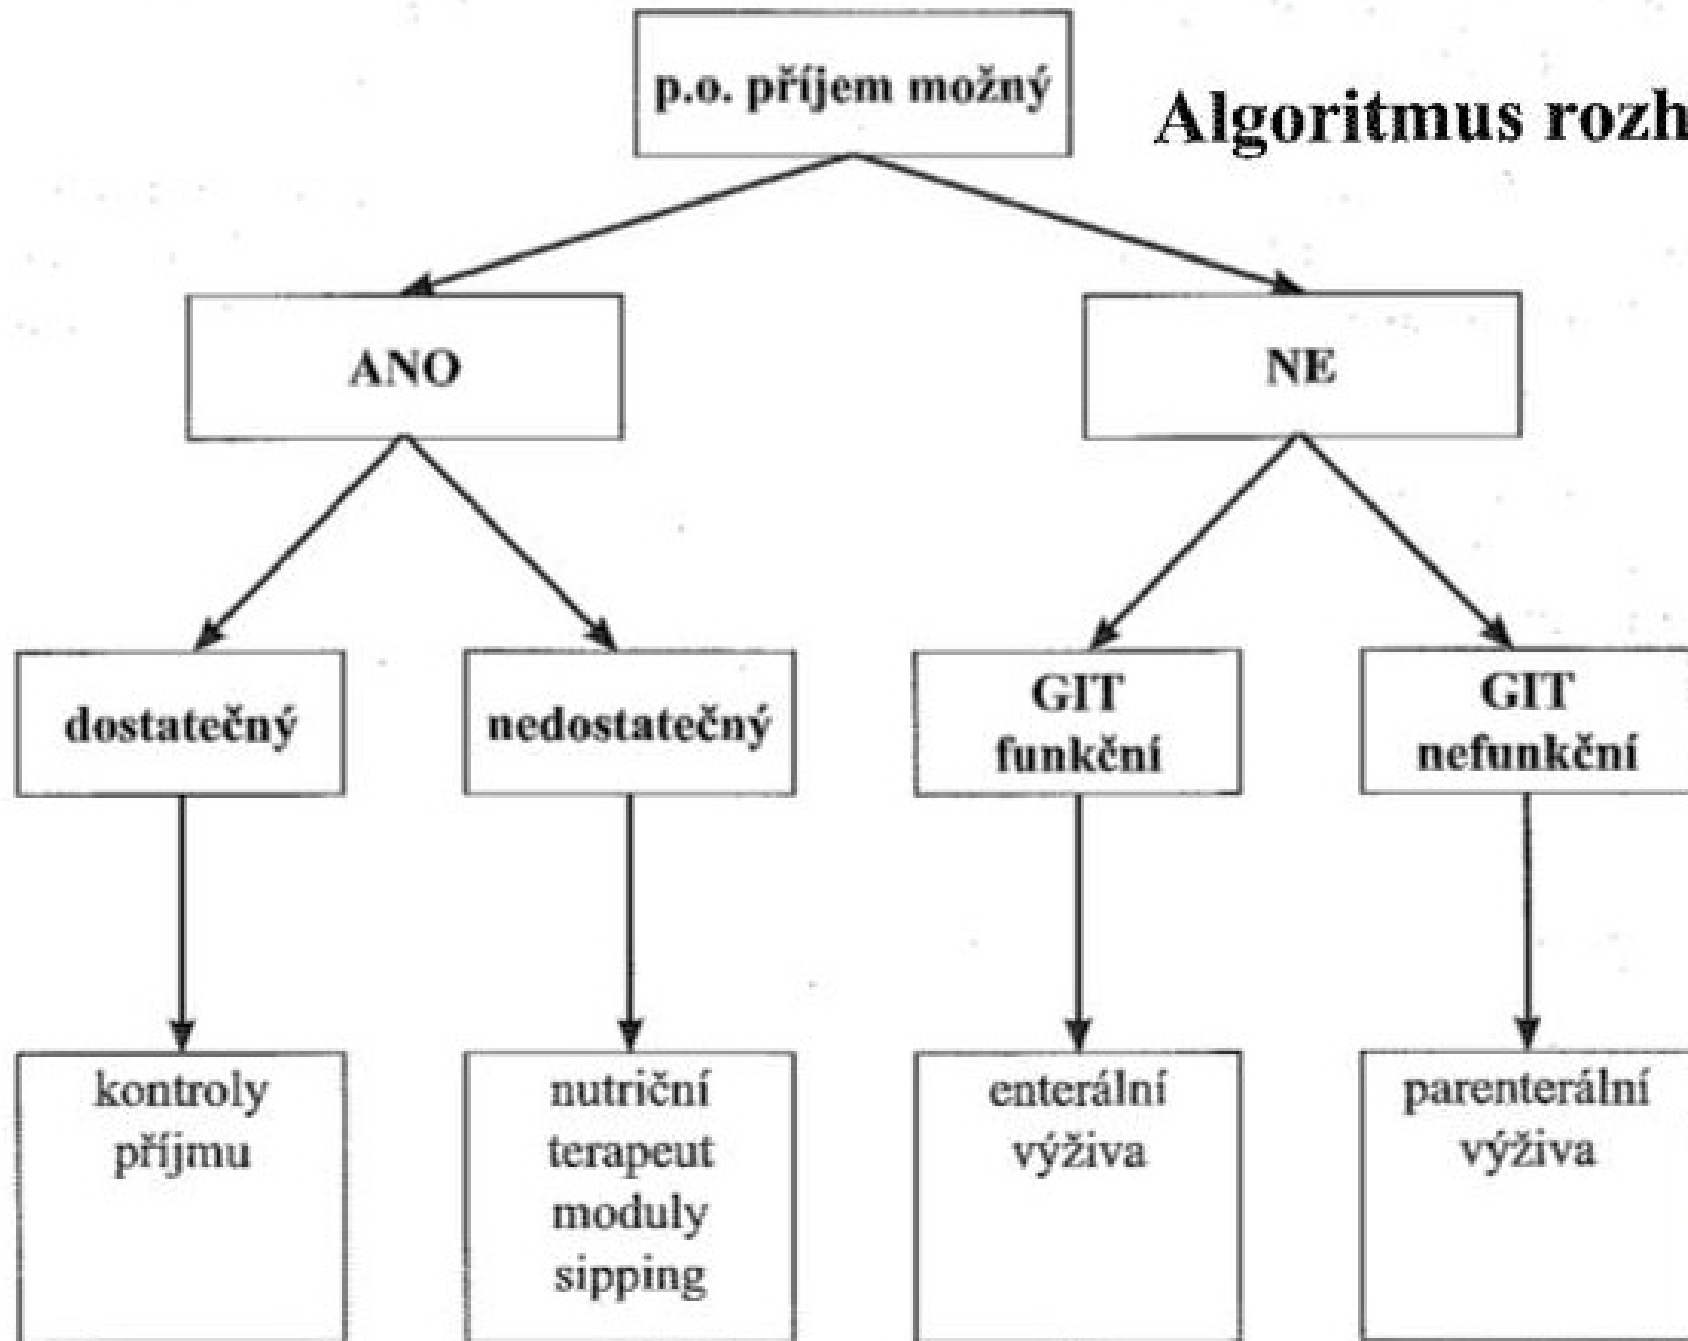 p.o. příjem možný
Algoritmus rozh
ANO
NE
dostatečný
nedostatečný
GIT
funkční
GIT
nefunkční
kontroly
příjmu
nutriční
terapeut
moduly
sipping
enterální
výživa
parenterální
výživa